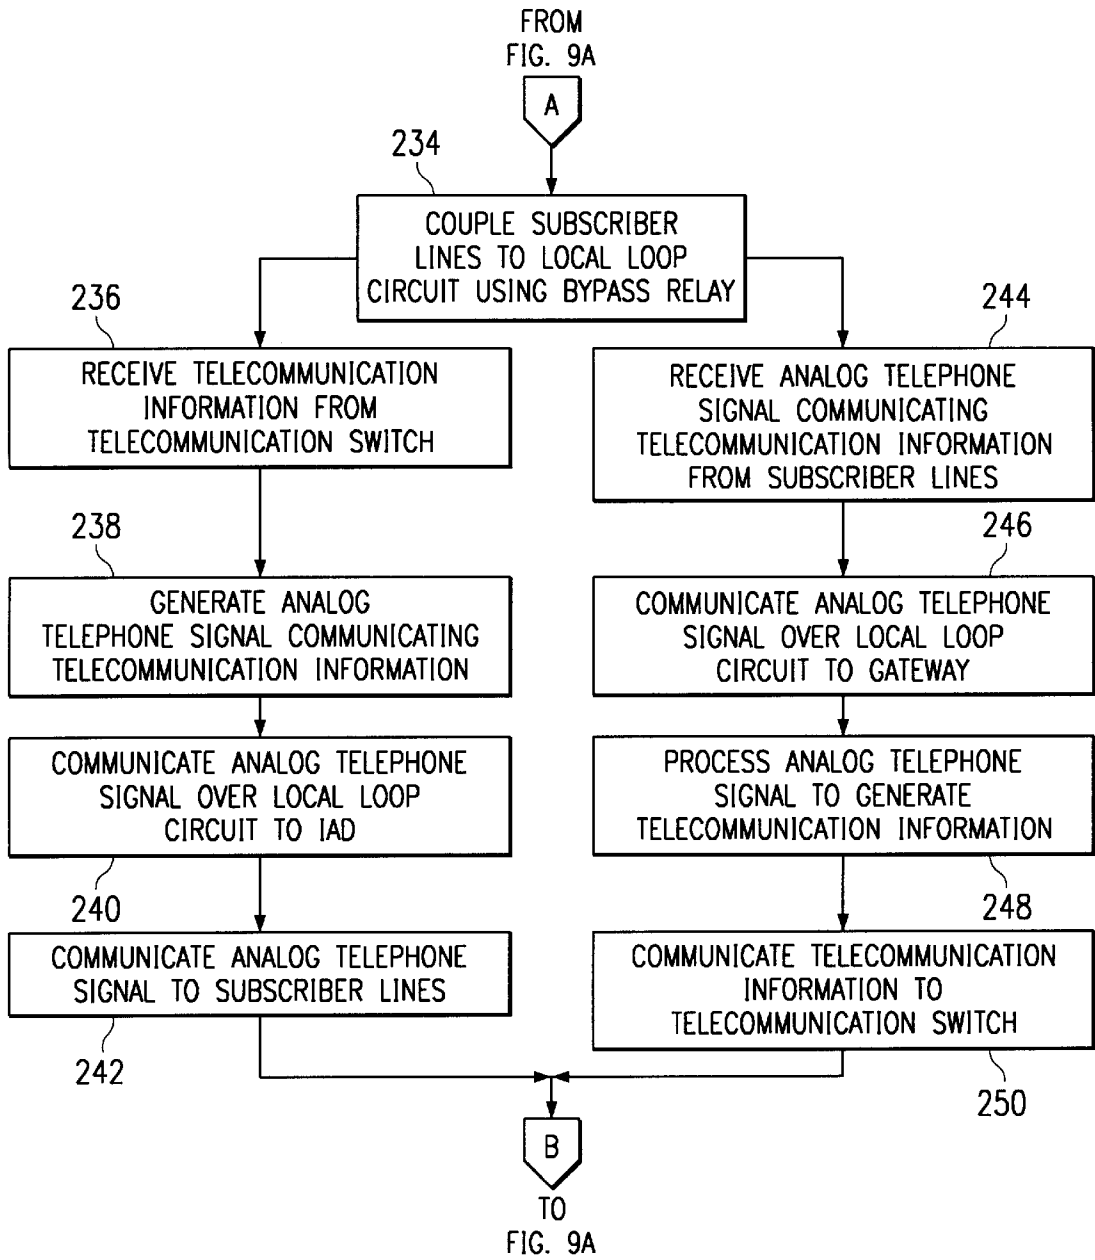 FROM
FIG. 9A
A
234
COUPLE SUBSCRIBER
LINES TO LOCAL LOOP
CIRCUIT USING BYPASS RELAY
236
RECEIVE TELECOMMUNICATION
INFORMATION FROM
TELECOMMUNICATION SWITCH
238
GENERATE ANALOG
TELEPHONE SIGNAL COMMUNICATING
TELECOMMUNICATION INFORMATION
COMMUNICATE ANALOG TELEPHONE
SIGNAL OVER LOCAL LOOP
CIRCUIT TO IAD
240
COMMUNICATE ANALOG TELEPHONE
SIGNAL TO SUBSCRIBER LINES
242
244
RECEIVE ANALOG TELEPHONE
SIGNAL COMMUNICATING
TELECOMMUNICATION INFORMATION
FROM SUBSCRIBER LINES
246
COMMUNICATE ANALOG TELEPHONE
SIGNAL OVER LOCAL LOOP
CIRCUIT TO GATEWAY
PROCESS ANALOG TELEPHONE
SIGNAL TO GENERATE
TELECOMMUNICATION INFORMATION
248
COMMUNICATE TELECOMMUNICATION
INFORMATION TO
TELECOMMUNICATION SWITCH
250
B
TO
FIG. 9A